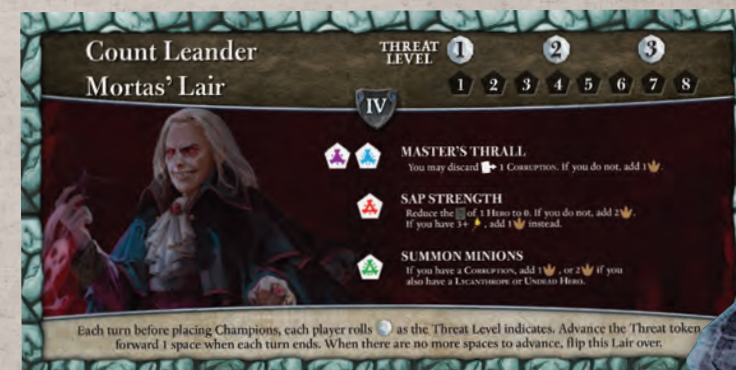 Count Leander THREAT LEVEL 1 2 3
Mortas' Lair 1 2 3 4 5 6 7 8
IV
MASTER'S THRALL
You may discard 1 CORRUPTION. If you do not, add 1.
SAP STRENGTH
Reduce the of 1 HERO to 0. If you do not, add 2.
If you have 3+, add 1 instead.
SUMMON MINIONS
If you have a CORRUPTION, add 1, or 2 if you
also have a LYCANTHROPE or UNDEAD HERO.
Each turn before placing Champions, each player rolls as the Threat Level indicates. Advance the Threat token
forward 1 space when each turn ends. When there are no more spaces to advance, flip this Lair over.